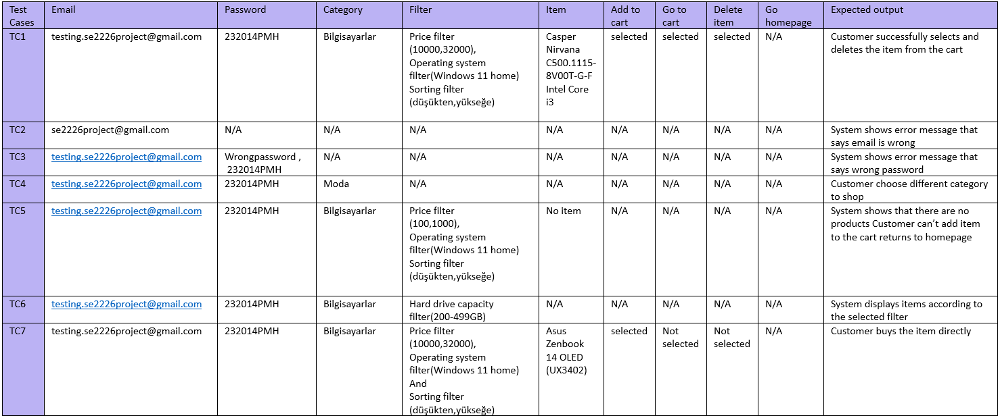 Test Cases
Email
Password
Category
Filter
Item
Add to cart
Go to cart
Delete item
Go homepage
Expected output
TC1
testing.se2226project@gmail.com
232014PMH
Bilgisayarlar
Price filter
(10000,32000),
Operating system
filter(Windows 11 home)
Sorting filter
(düşükten,yükseğe)
Casper
Nirvana
C500.1115-
8V00T-G-F
Intel Core
i3
selected
selected
selected
N/A
Customer successfully selects and
deletes the item from the cart
TC2
se2226project@gmail.com
N/A
N/A
N/A
N/A
N/A
N/A
N/A
N/A
System shows error message that
says email is wrong
TC3
testing.se2226project@gmail.com
Wrongpassword ,
232014PMH
N/A
N/A
N/A
N/A
N/A
N/A
N/A
System shows error message that
says wrong password
TC4
testing.se2226project@gmail.com
232014PMH
Moda
N/A
N/A
N/A
N/A
N/A
N/A
Customer choose different category
to shop
TC5
testing.se2226project@gmail.com
232014PMH
Bilgisayarlar
Price filter
(100,1000),
Operating system
filter(Windows 11 home)
Sorting filter
(düşükten,yükseğe)
No item
N/A
N/A
N/A
N/A
System shows that there are no
products Customer can't add item
to the cart returns to homepage
TC6
testing.se2226project@gmail.com
232014PMH
Bilgisayarlar
Hard drive capacity
filter(200-499GB)
N/A
N/A
N/A
N/A
N/A
System displays items according to
the selected filter
TC7
testing.se2226project@gmail.com
232014PMH
Bilgisayarlar
Price filter
(10000,32000),
Operating system
filter(Windows 11 home)
And
Sorting filter
(düşükten,yükseğe)
Asus
Zenbook
14 OLED
(UX3402)
selected
Not
selected
Not
selected
N/A
Customer buys the item directly